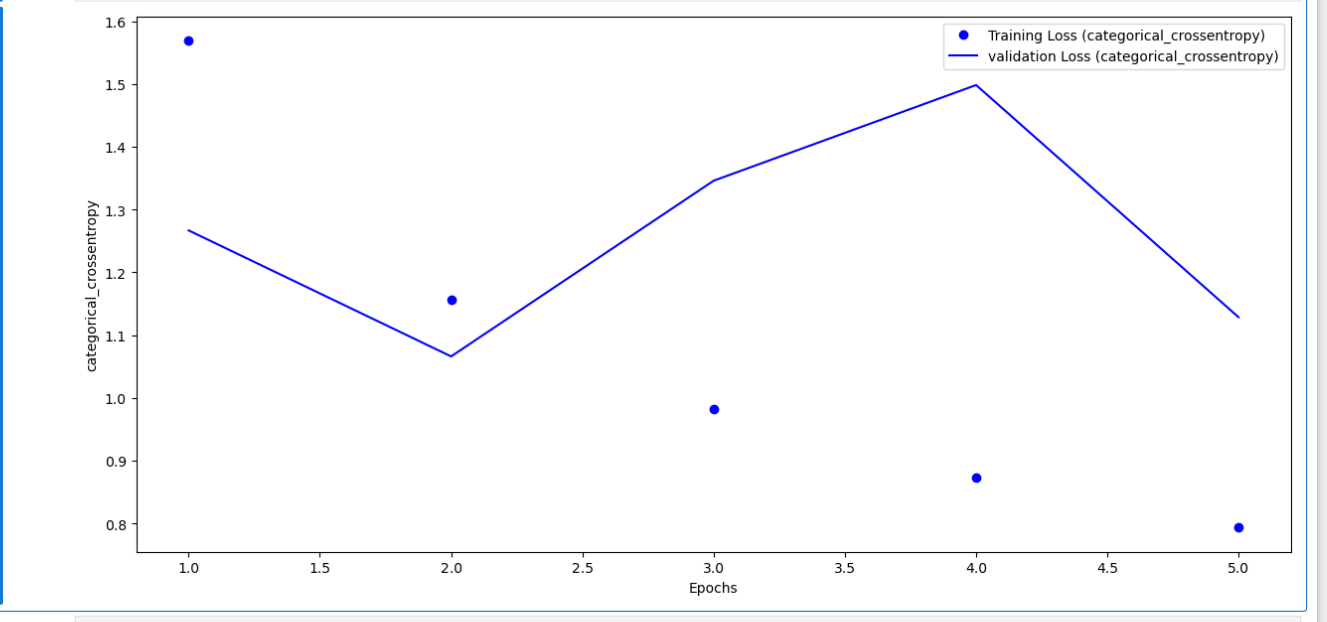 1.6
1.5
1.4
1.3
1.2
1.1
1.0
0.9
0.8
categorical_crossentropy
Training Loss (categorical_crossentropy)
validation Loss (categorical_crossentropy)
1.0 1.5 2.0 2.5 3.0 3.5 4.0 4.5 5.0
Epochs